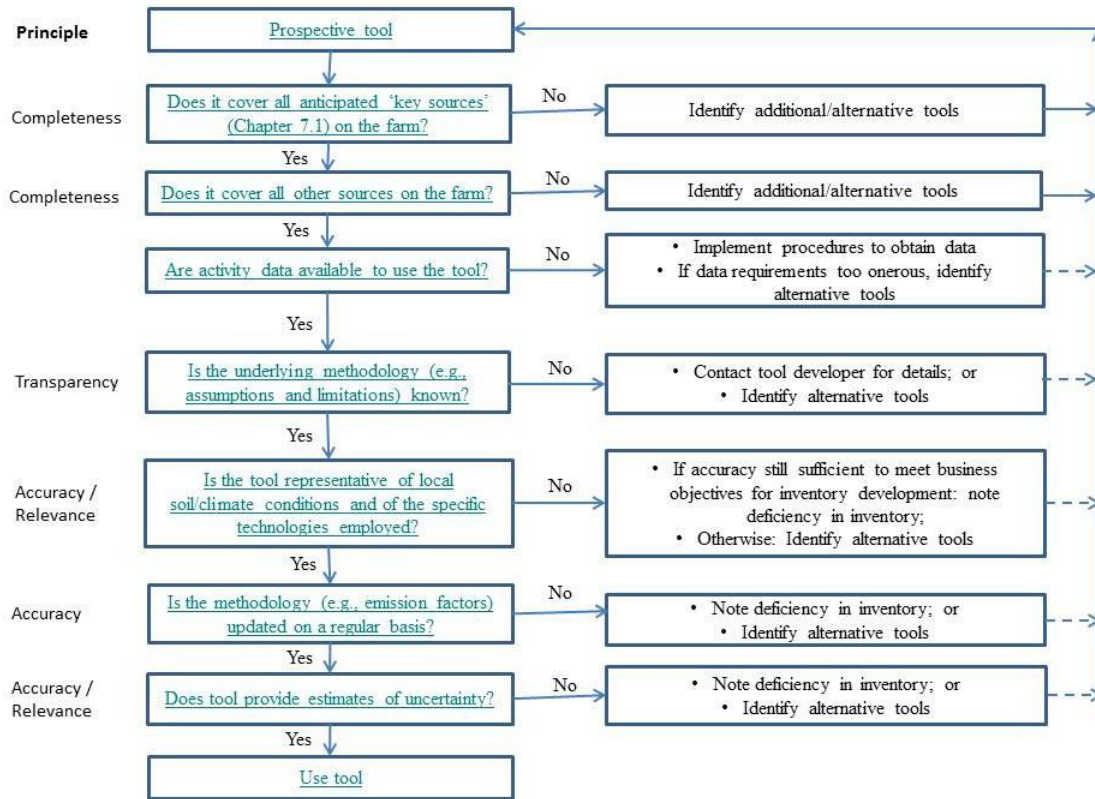 Principle
Prospective tool
Completeness
Does it cover all anticipated ‘key sources’
(Chapter 7.1) on the farm?
No
Identify additional/alternative tools
Yes
Completeness
Does it cover all other sources on the farm?
No
Identify additional/alternative tools
Yes
Are activity data available to use the tool?
No
• Implement procedures to obtain data
• If data requirements too onerous, identify
alternative tools
Yes
Transparency
Is the underlying methodology (e.g.,
assumptions and limitations) known?
No
• Contact tool developer for details; or
• Identify alternative tools
Yes
Accuracy /
Relevance
Is the tool representative of local
soil/climate conditions and of the specific
technologies employed?
No
• If accuracy still sufficient to meet business
objectives for inventory development: note
deficiency in inventory;
• Otherwise: Identify alternative tools
Yes
Accuracy
Is the methodology (e.g., emission factors)
updated on a regular basis?
No
• Note deficiency in inventory; or
• Identify alternative tools
Yes
Accuracy /
Relevance
Does tool provide estimates of uncertainty?
No
• Note deficiency in inventory; or
• Identify alternative tools
Yes
Use tool